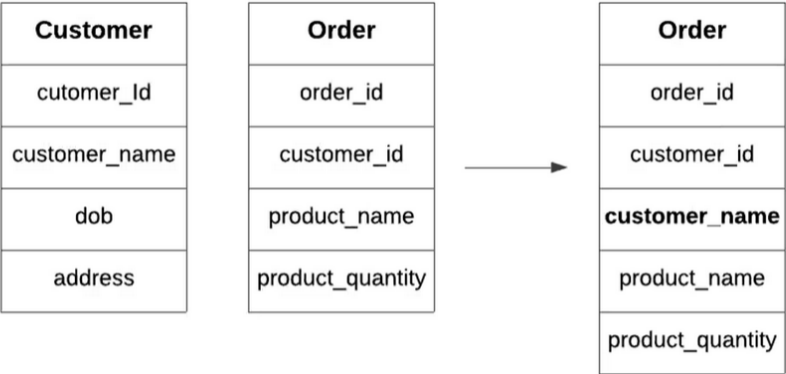 Customer
cutomer_Id
customer_name
dob
address
Order
order_id
customer_id
product_name
product_quantity
Order
order_id
customer_id
customer_name
product_name
product_quantity